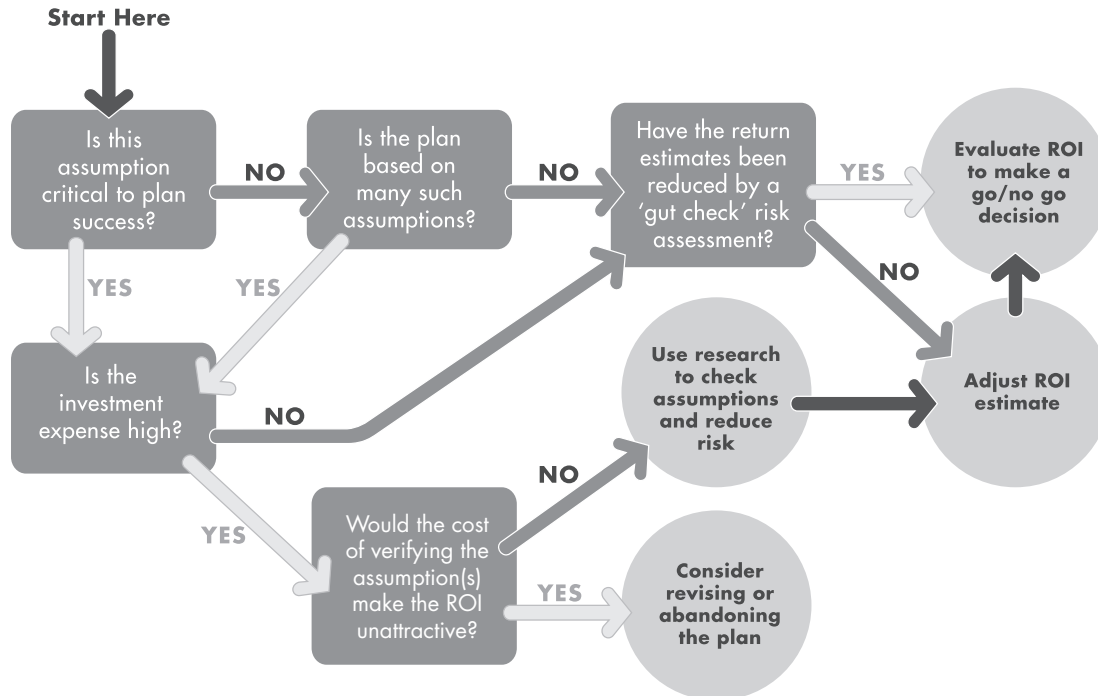 Start Here
Is this
assumption
critical to plan
success?
NO
Is the plan
based on
many such
assumptions?
NO
Have the return
estimates been
reduced by a
‘gut check’ risk
assessment?
YES
Evaluate ROI
to make a
go/no go
decision
YES
YES
NO
Is the
investment
expense high?
NO
Use research
to check
assumptions
and reduce
risk
Adjust ROI
estimate
YES
Would the cost
of verifying the
assumption(s)
make the ROI
unattractive?
NO
YES
Consider
revising or
abandoning
the plan